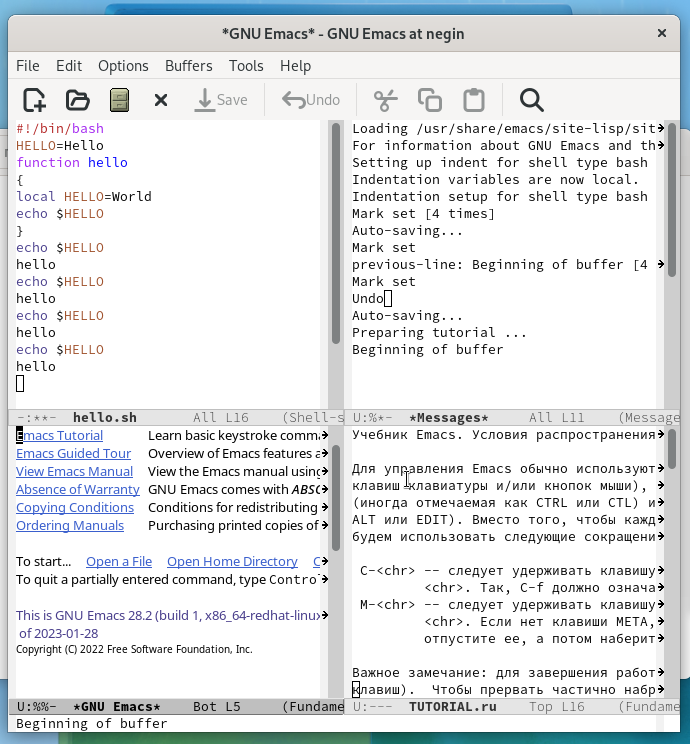 *GNU Emacs* - GNU Emacs at negin
File Edit Options Buffers Tools Help
Save Undo
#!/bin/bash
HELLO=Hello
function hello
{
local HELLO=World
echo $HELLO
}
echo $HELLO
hello
echo $HELLO
hello
echo $HELLO
hello
echo $HELLO
hello
-:**- hello.sh All L16 (Shell-s
Loading /usr/share/emacs/site-lisp/sit
For information about GNU Emacs and th
Setting up indent for shell type bash
Indentation variables are now local.
Indentation setup for shell type bash
Mark set [4 times]
Auto-saving...
Mark set
previous-line: Beginning of buffer [4
Mark set
Undo
Auto-saving...
Preparing tutorial ...
Beginning of buffer
U:%*- *Messages* All L11 (Message
Emacs Tutorial Learn basic keystroke comma
Emacs Guided Tour Overview of Emacs features a
View Emacs Manual View the Emacs manual using
Absence of Warranty GNU Emacs comes with ABSO
Copying Conditions Conditions for redistributing
Ordering Manuals Purchasing printed copies of
To start... Open a File Open Home Directory C
To quit a partially entered command, type Control
This is GNU Emacs 28.2 (build 1, x86_64-redhat-linux
of 2023-01-28
Copyright (C) 2022 Free Software Foundation, Inc.
U:%%- *GNU Emacs* Bot L5 (Fundame
Учебник Emacs. Условия распространения
Для управления Emacs обычно используют
клавиш клавиатуры и/или кнопок мыши),
(иногда отмечаемая как CTRL или CTL) и
ALT или EDIT). Вместо того, чтобы кажд
будем использовать следующие сокращени
C-<chr> -- следует удерживать клавишу
<chr>. Так, C-f должно означа
M-<chr> -- следует удерживать клавишу
<chr>. Если нет клавиши META,
отпустите ее, а потом наберит
Важное замечание: для завершения работ
клавиш). Чтобы прервать частично набр
U:--- TUTORIAL.ru Top L16 (Fundame
Beginning of buffer